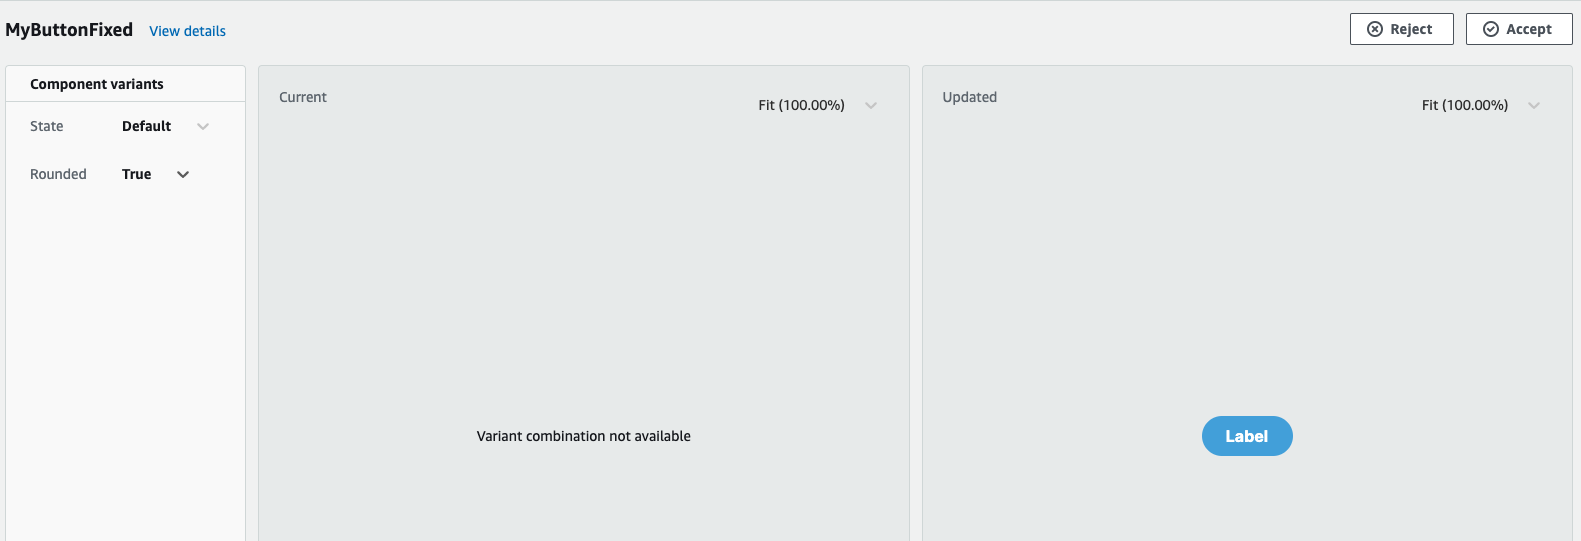 MyButtonFixed View details
Reject Accept
Component variants
State Default
Rounded True
Current
Fit (100.00%)
Variant combination not available
Updated
Fit (100.00%)
Label